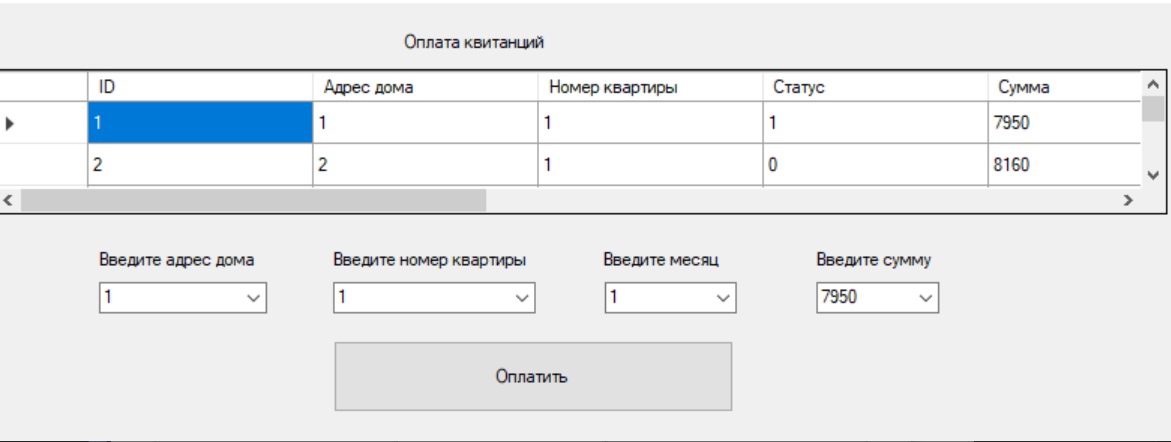 Оплата квитанций
ID Адрес дома Номер квартиры Статус Сумма
1 1 1 1 7950
2 2 1 0 8160
Введите адрес дома Введите номер квартиры Введите месяц Введите сумму
1 1 1 7950
Оплатить